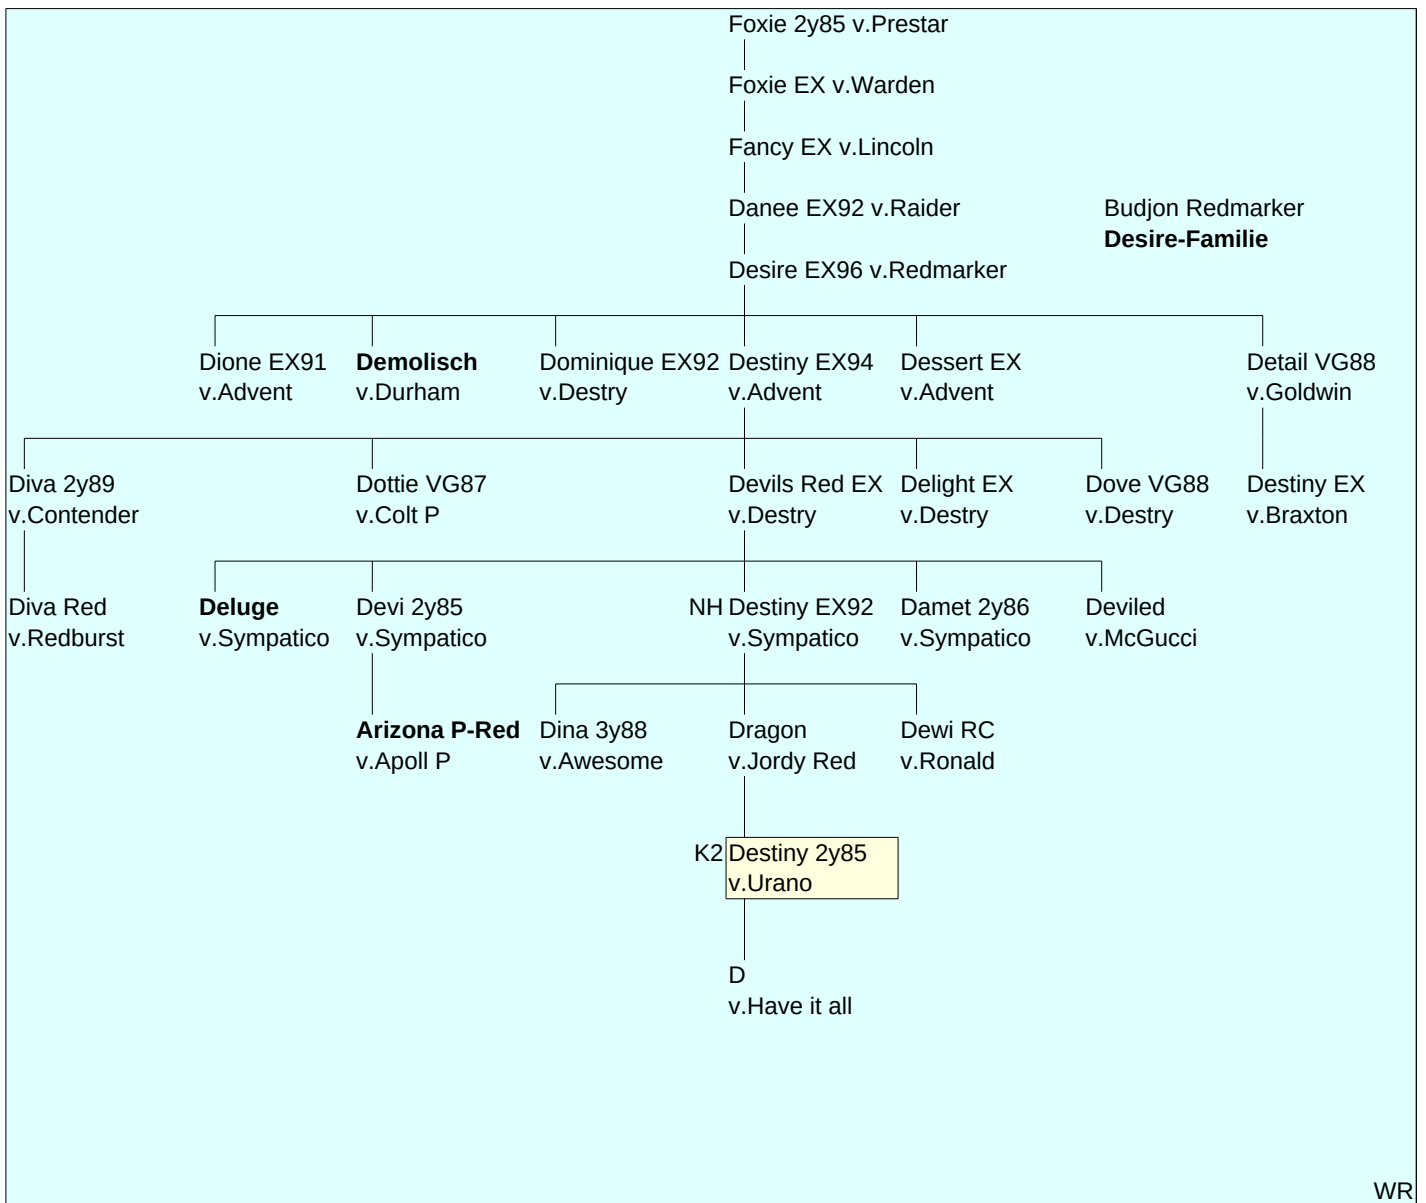 Foxie 2y85 v.Prestar
Foxie EX v.Warden
Fancy EX v.Lincoln
Danee EX92 v.Raider
Budjon Redmarker
Desire-Familie
Desire EX96 v.Redmarker
Dione EX91 Demolisch Dominique EX92 Destiny EX94 Dessert EX Detail VG88
v.Advent v.Durham v.Destry v.Advent v.Advent v.Goldwin
Diva 2y89 Dottie VG87 Devils Red EX Delight EX Dove VG88 Destiny EX
v.Contender v.Colt P v.Destry v.Destry v.Destry v.Braxton
Diva Red Deluge Devi 2y85 NH Destiny EX92 Damet 2y86 Deviled
v.Redburst v.Sympatico v.Sympatico v.Sympatico v.Sympatico v.McGucci
Arizona P-Red Dina 3y88 Dragon Dewi RC
v.Apoll P v.Awesome v.Jordy Red v.Ronald
K2 Destiny 2y85
v.Urano
D
v.Have it all
WR